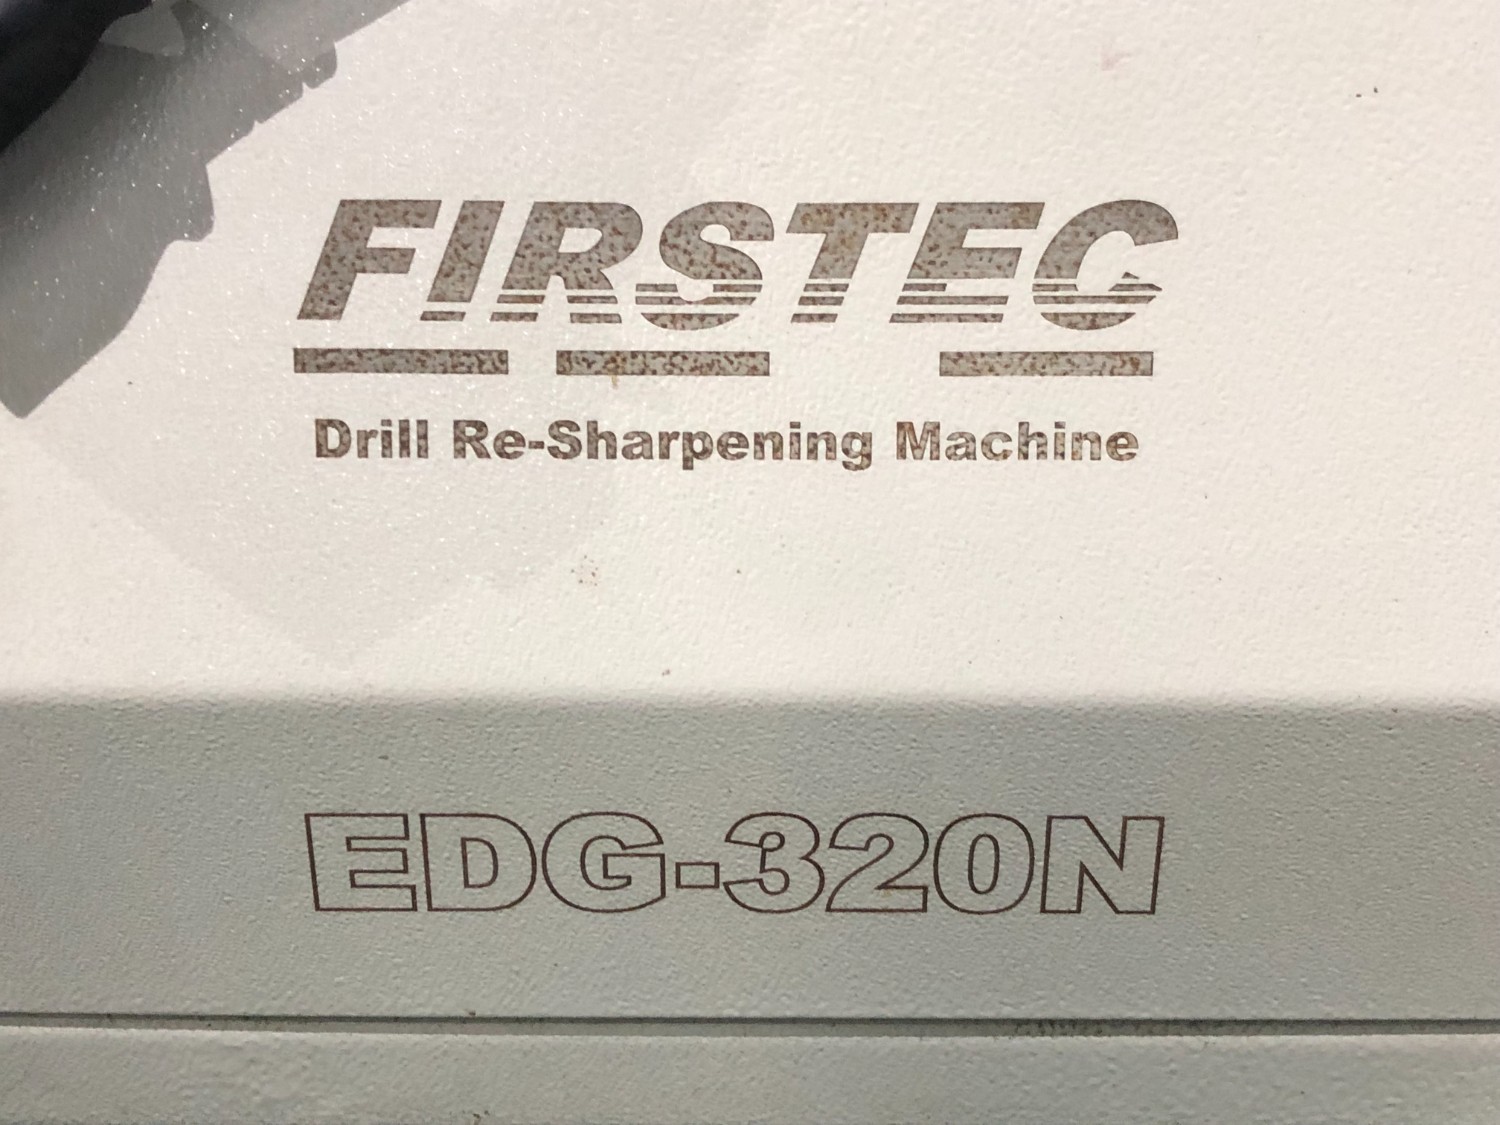 FIRSTEC
Drill Re-Sharpening Machine
EDG-320N